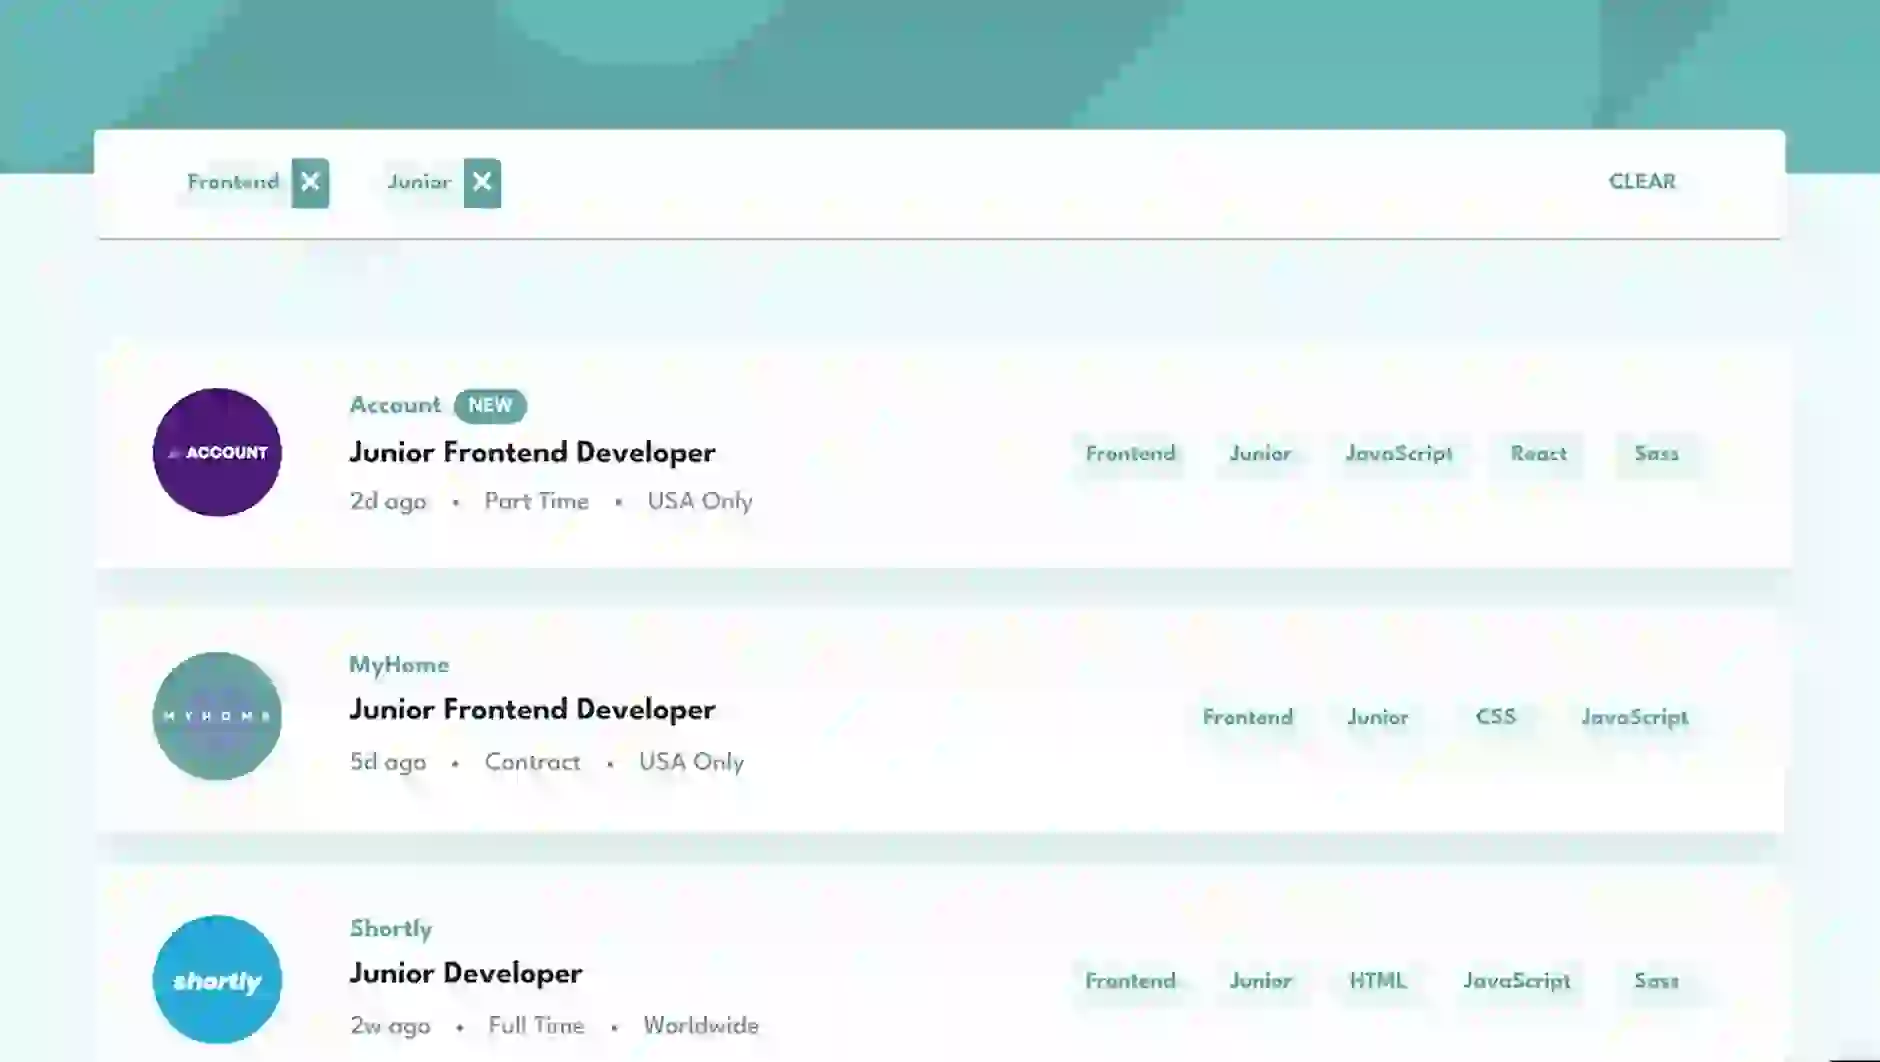 Frontend ✕ Junior ✕ CLEAR
ACCOUNT
Account NEW
Junior Frontend Developer
2d ago • Part Time • USA Only
Frontend Junior JavaScript React Sass
MYHOME
MyHome
Junior Frontend Developer
5d ago • Contract • USA Only
Frontend Junior CSS JavaScript
shortly
Shortly
Junior Developer
2w ago • Full Time • Worldwide
Frontend Junior HTML JavaScript Sass